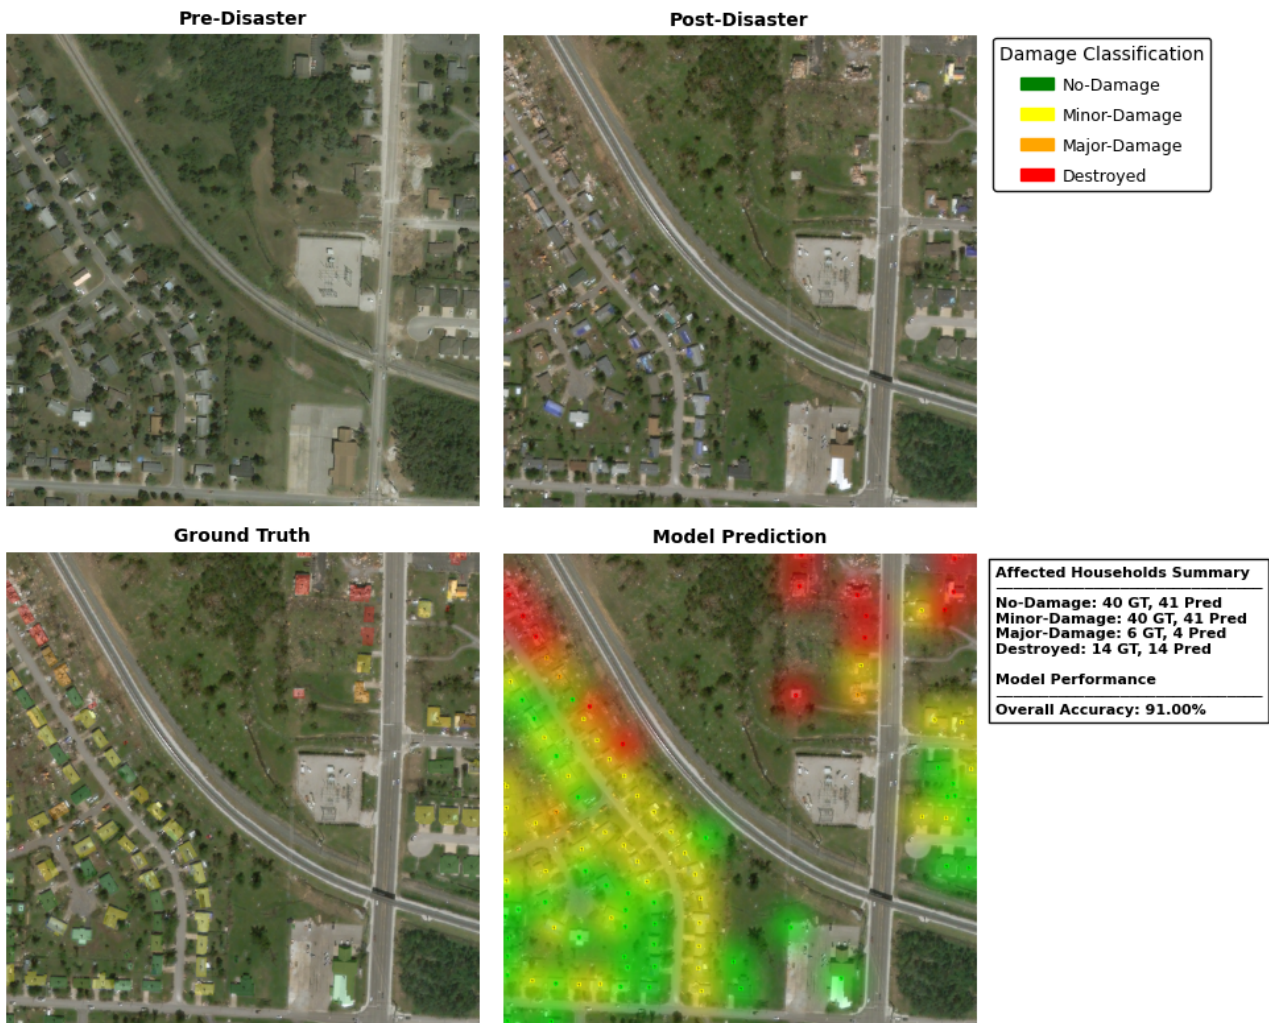 Pre-Disaster
Post-Disaster
Damage Classification
No-Damage
Minor-Damage
Major-Damage
Destroyed
Ground Truth
Model Prediction
Affected Households Summary
No-Damage: 40 GT, 41 Pred
Minor-Damage: 40 GT, 41 Pred
Major-Damage: 6 GT, 4 Pred
Destroyed: 14 GT, 14 Pred
Model Performance
Overall Accuracy: 91.00%